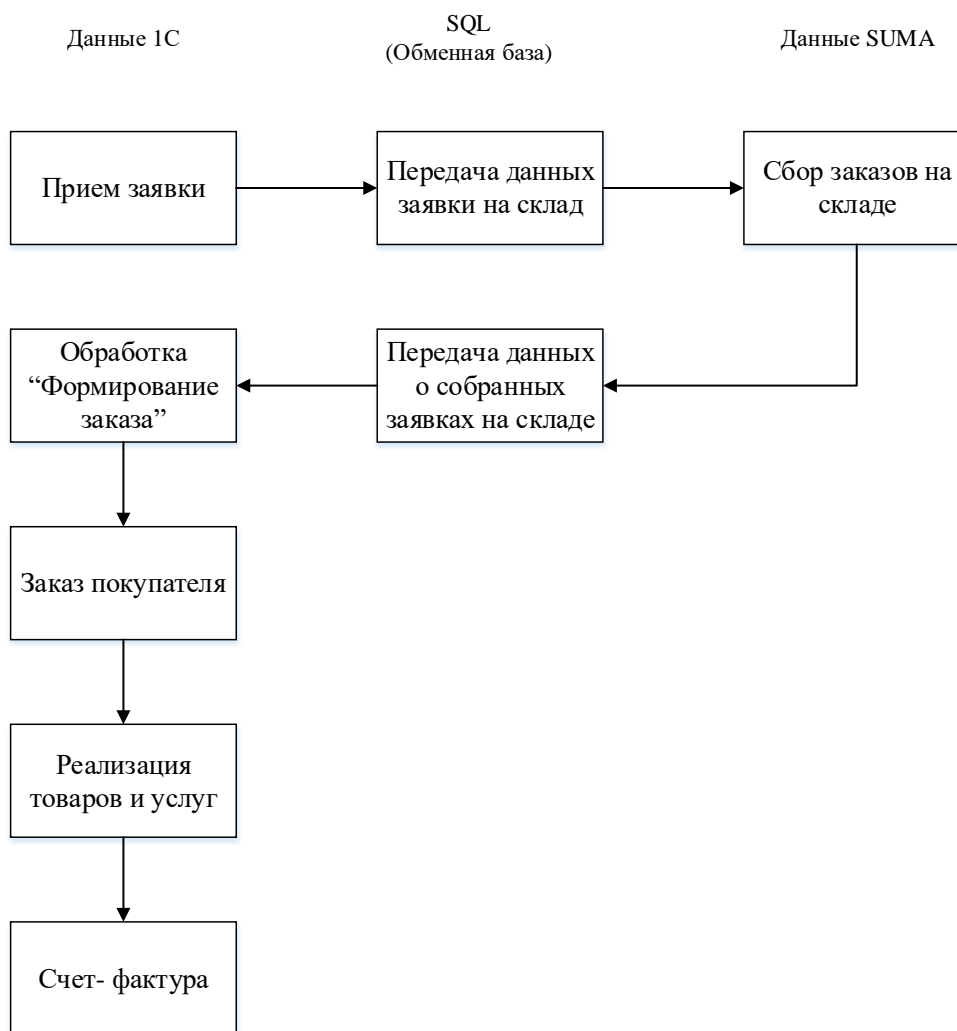 Данные 1С
SQL
(Обменная база)
Данные SUMA
Прием заявки
Передача данных
заявки на склад
Сбор заказов на
складе
Обработка
“Формирование
заказа”
Передача данных
о собранных
заявках на складе
Заказ покупателя
Реализация
товаров и услуг
Счет- фактура